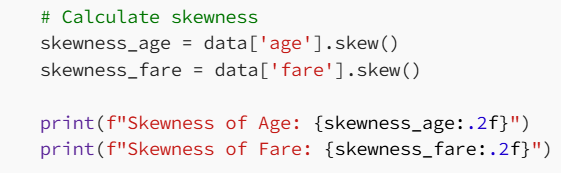 # Calculate skewness
skewness_age = data['age'].skew()
skewness_fare = data['fare'].skew()
print(f"Skewness of Age: {skewness_age:.2f}")
print(f"Skewness of Fare: {skewness_fare:.2f}")